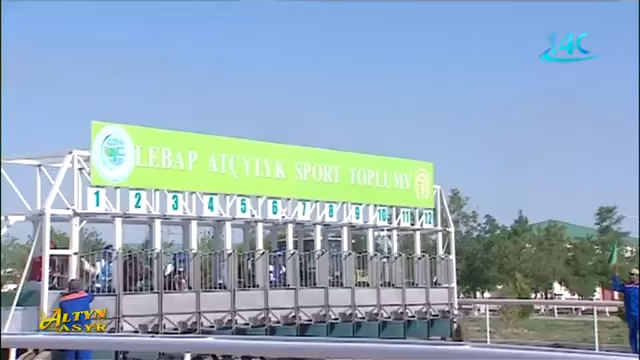 LEBAP ATÇYLYK SPORT TOPLUMY
1 2 3 4 5 6 7 8 9 10 11 12
ALTYN
ASYR